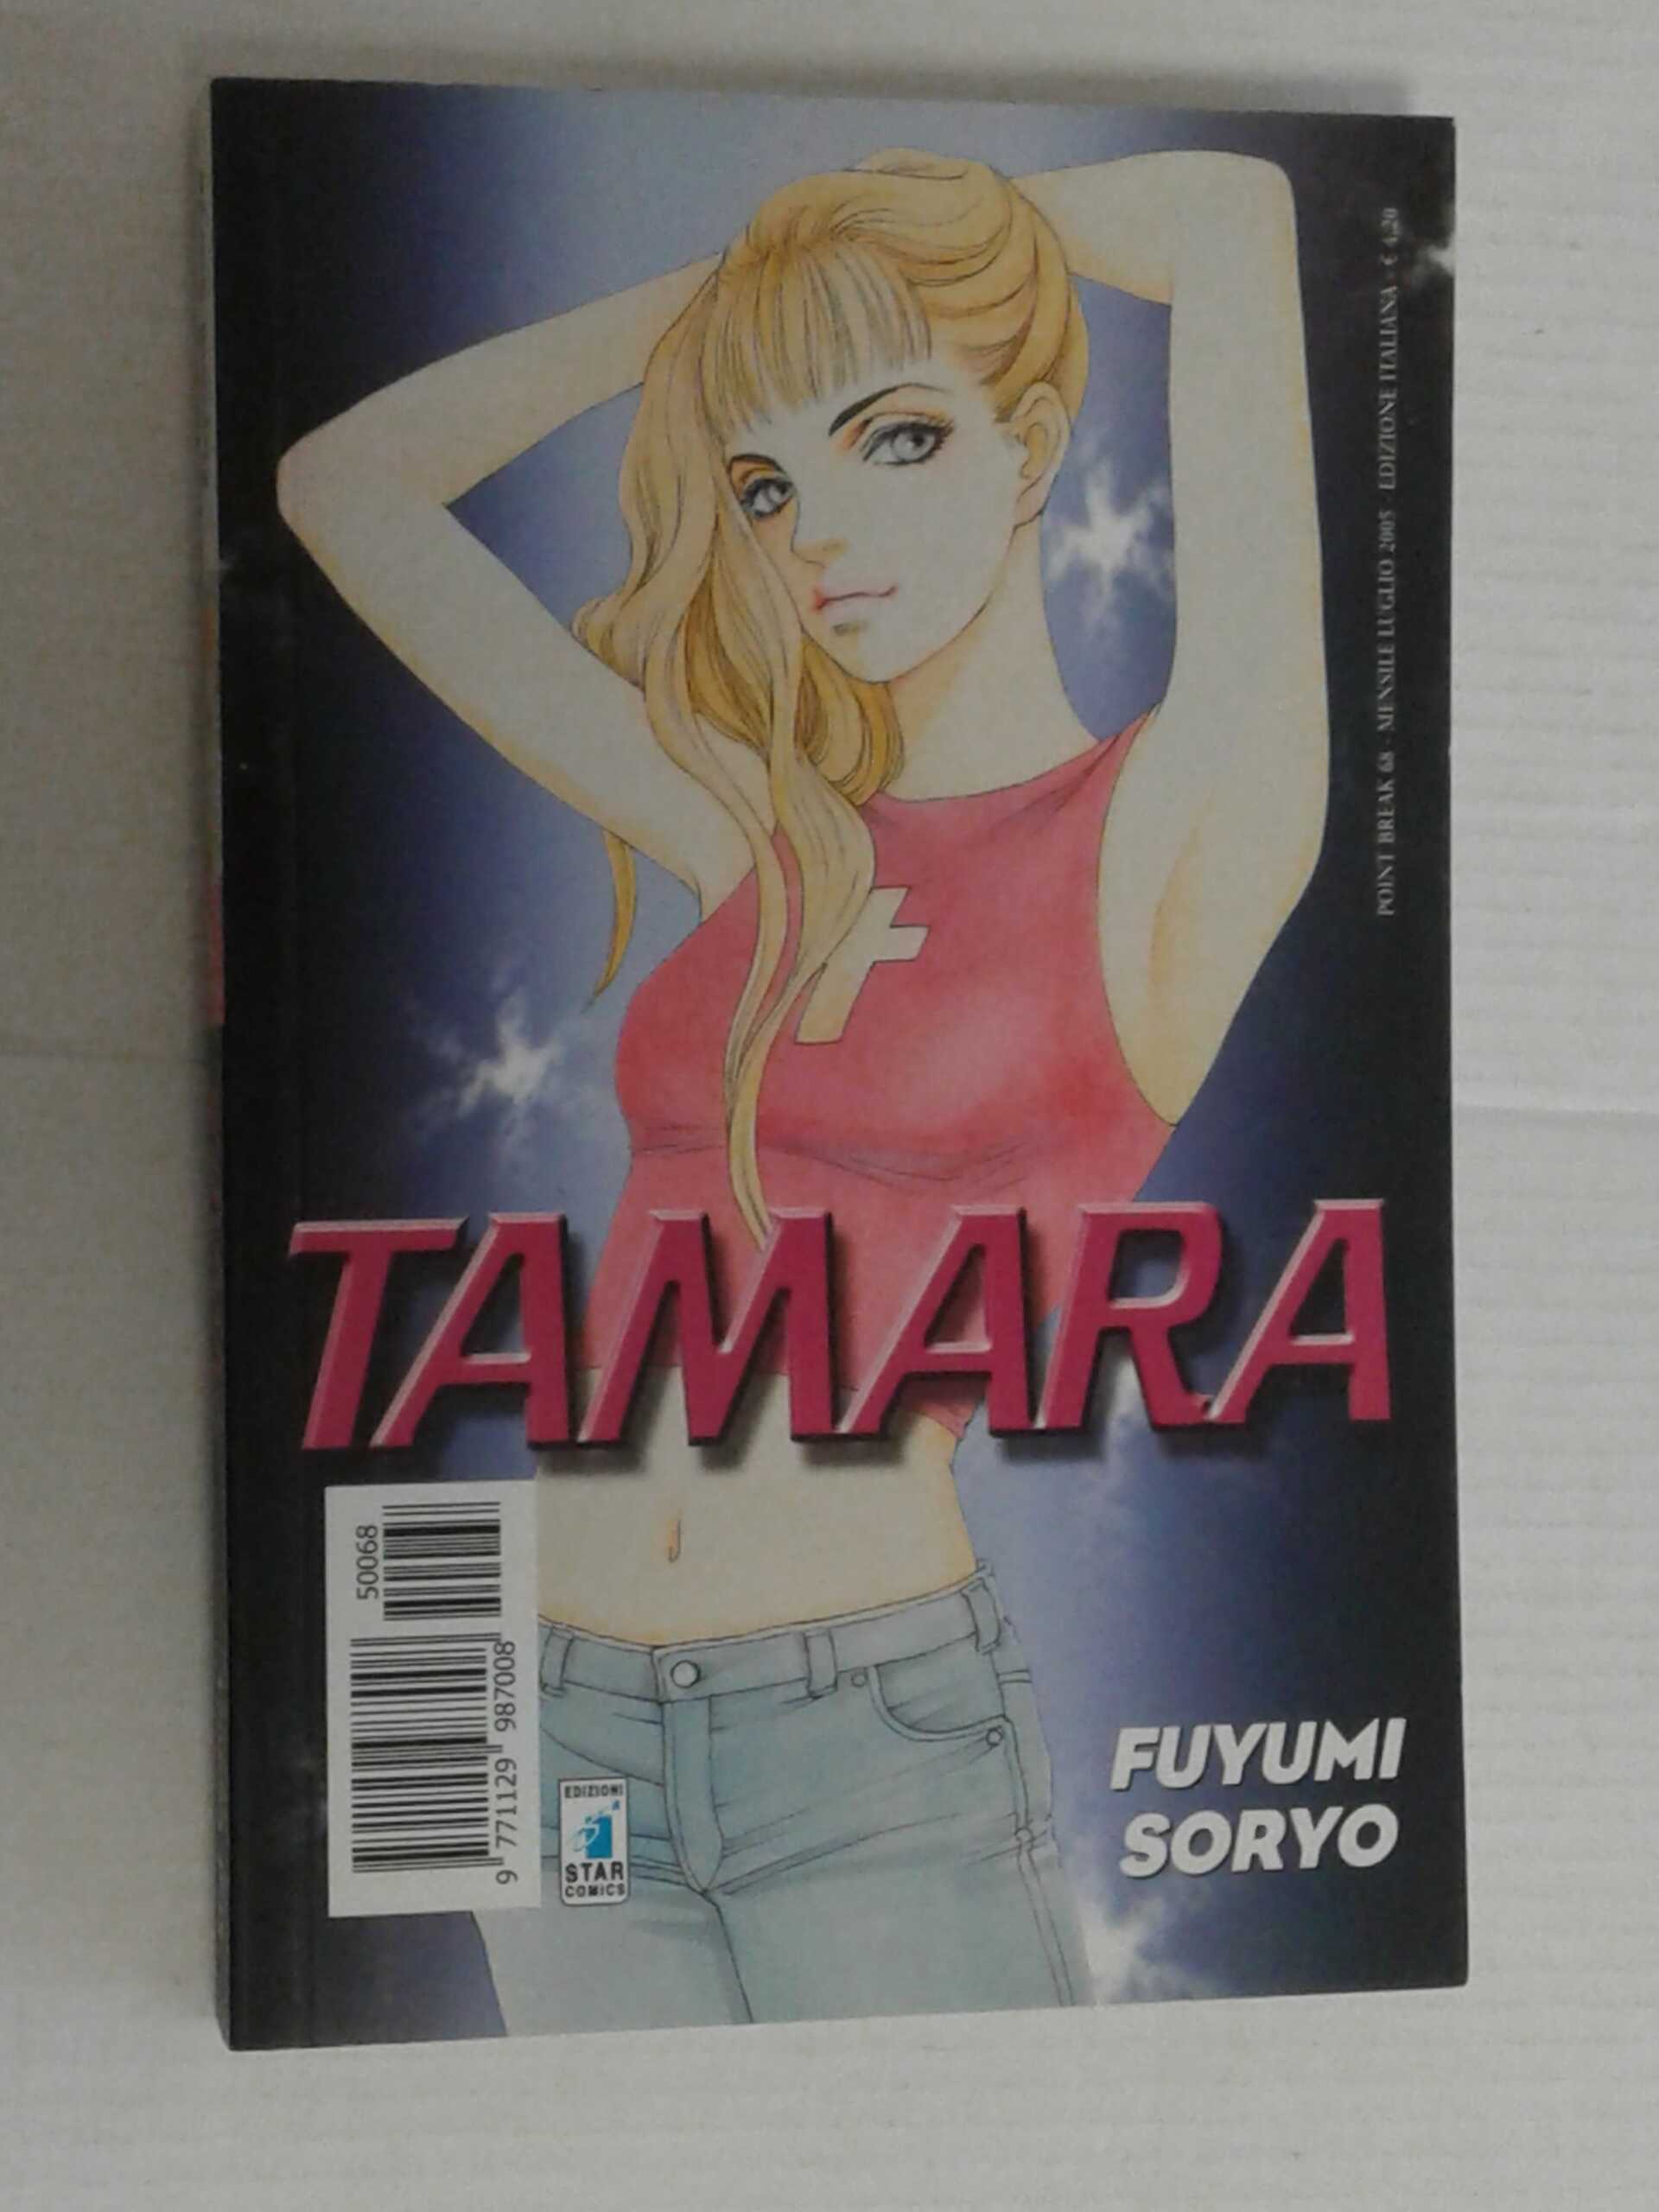 POINT BREAK 68 - MENSILE LUGLIO 2005 - EDIZIONE ITALIANA - € 4,20
TAMARA
50068
9 771129 987008
EDIZIONI
STAR
COMICS
FUYUMI
SORYO